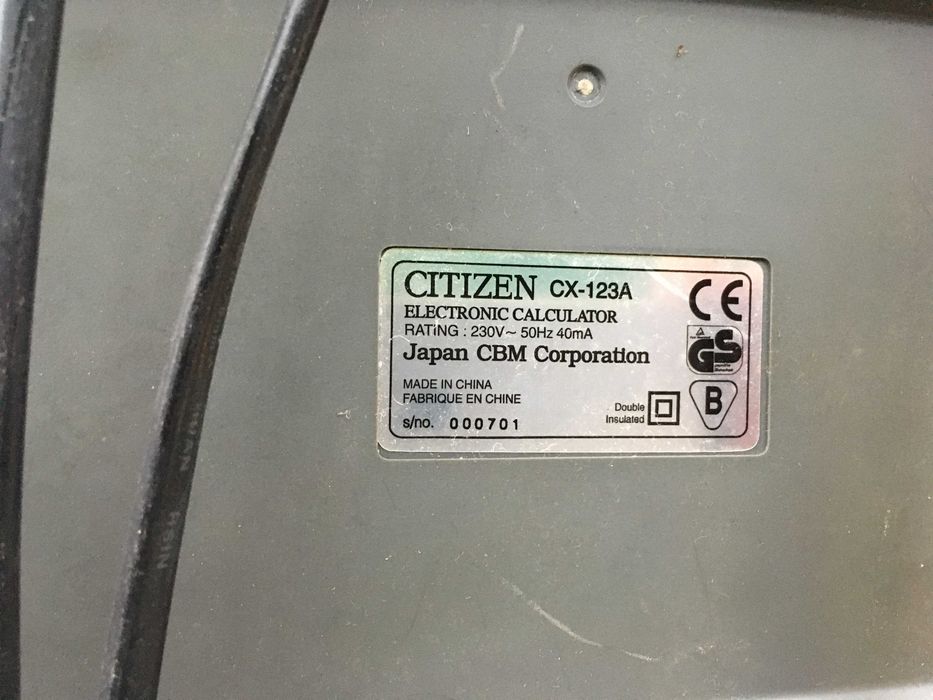 CITIZEN CX-123A
ELECTRONIC CALCULATOR
RATING : 230V~ 50Hz 40mA
Japan CBM Corporation
MADE IN CHINA
FABRIQUE EN CHINE
s/no. 000701
Double
Insulated
CE
GS
B